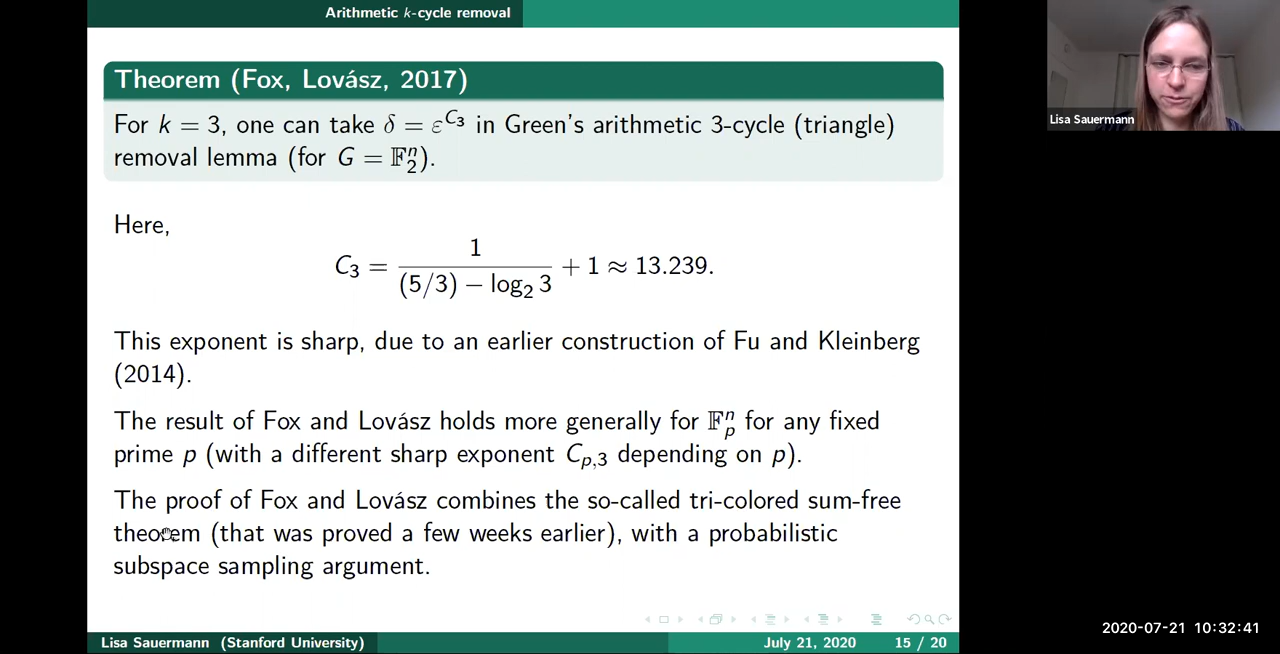 Arithmetic k-cycle removal
Theorem (Fox, Lovász, 2017)
For k = 3, one can take δ = ε^{C₃} in Green's arithmetic 3-cycle (triangle)
removal lemma (for G = 𝔽₂ⁿ).
Here,
C₃ = 1 / ((5/3) − log₂ 3) + 1 ≈ 13.239.
This exponent is sharp, due to an earlier construction of Fu and Kleinberg
(2014).
The result of Fox and Lovász holds more generally for 𝔽ₚⁿ for any fixed
prime p (with a different sharp exponent C_{p,3} depending on p).
The proof of Fox and Lovász combines the so-called tri-colored sum-free
theorem (that was proved a few weeks earlier), with a probabilistic
subspace sampling argument.
Lisa Sauermann (Stanford University)
July 21, 2020
15 / 20
Lisa Sauermann
2020-07-21 10:32:41